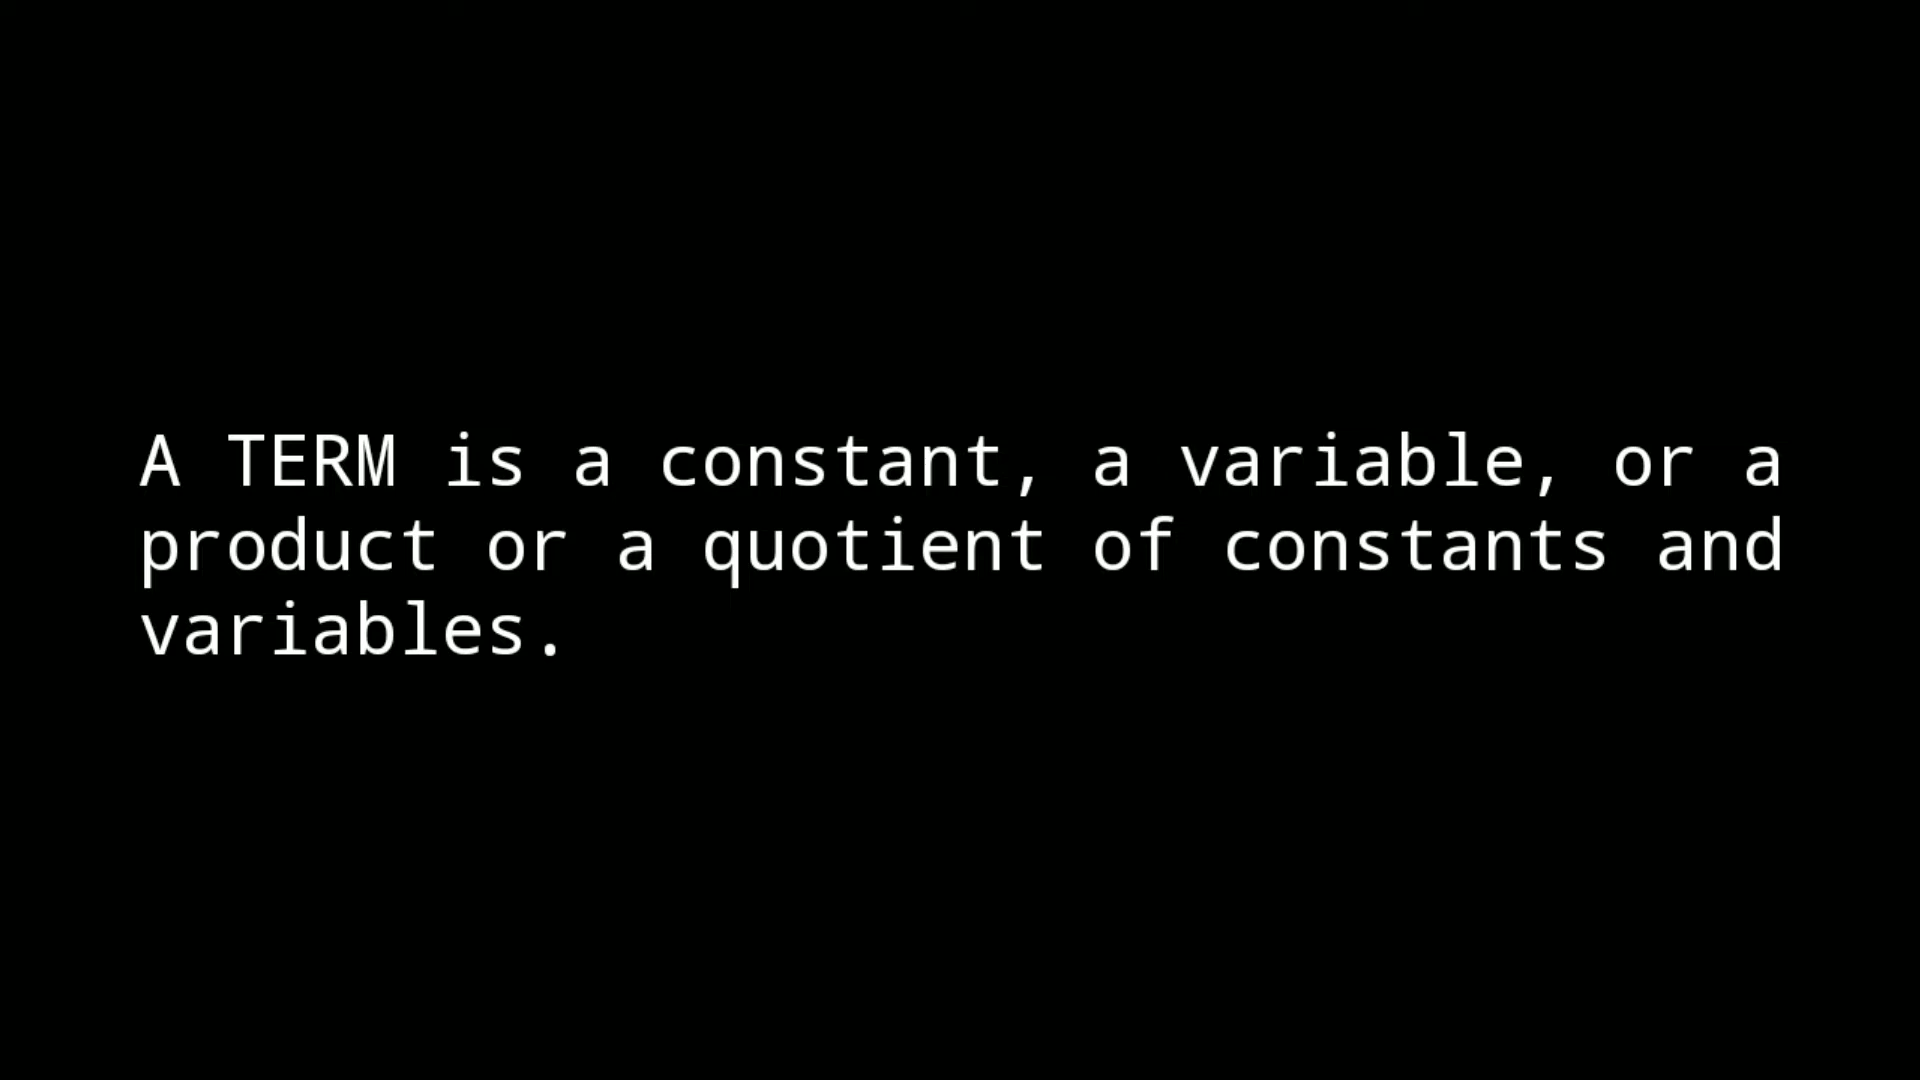 A TERM is a constant, a variable, or a
product or a quotient of constants and
variables.